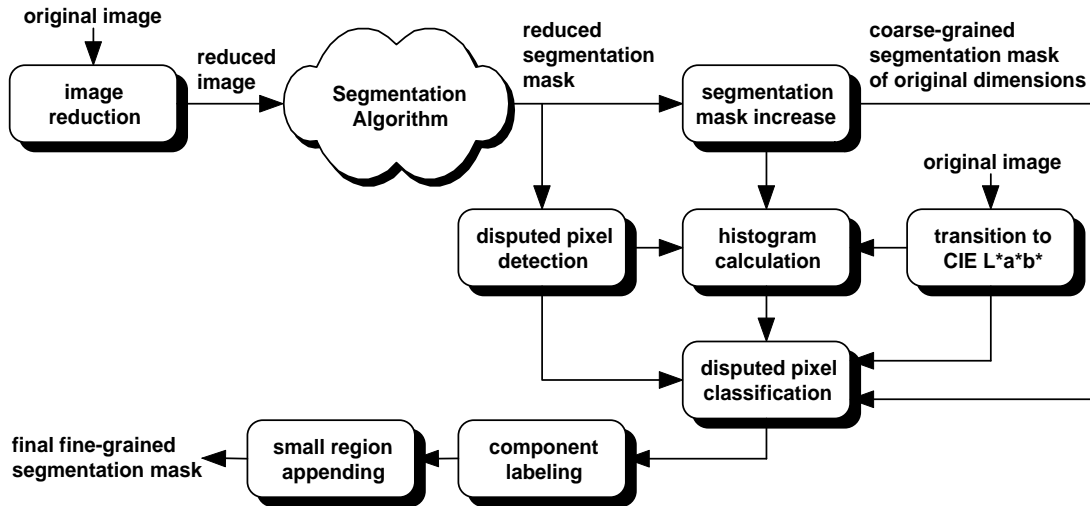 original image
image
reduction
reduced
image
Segmentation
Algorithm
reduced
segmentation
mask
segmentation
mask increase
coarse-grained
segmentation mask
of original dimensions
original image
disputed pixel
detection
histogram
calculation
transition to
CIE L*a*b*
disputed pixel
classification
component
labeling
small region
appending
final fine-grained
segmentation mask